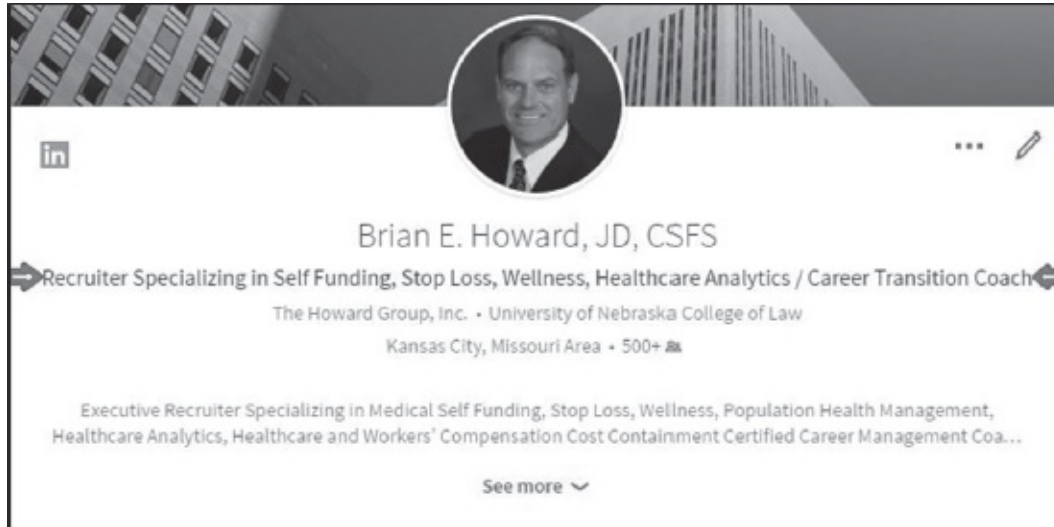 in
Brian E. Howard, JD, CSFS
Recruiter Specializing in Self Funding, Stop Loss, Wellness, Healthcare Analytics / Career Transition Coach
The Howard Group, Inc. • University of Nebraska College of Law
Kansas City, Missouri Area • 500+
Executive Recruiter Specializing in Medical Self Funding, Stop Loss, Wellness, Population Health Management,
Healthcare Analytics, Healthcare and Workers' Compensation Cost Containment Certified Career Management Coa...
See more